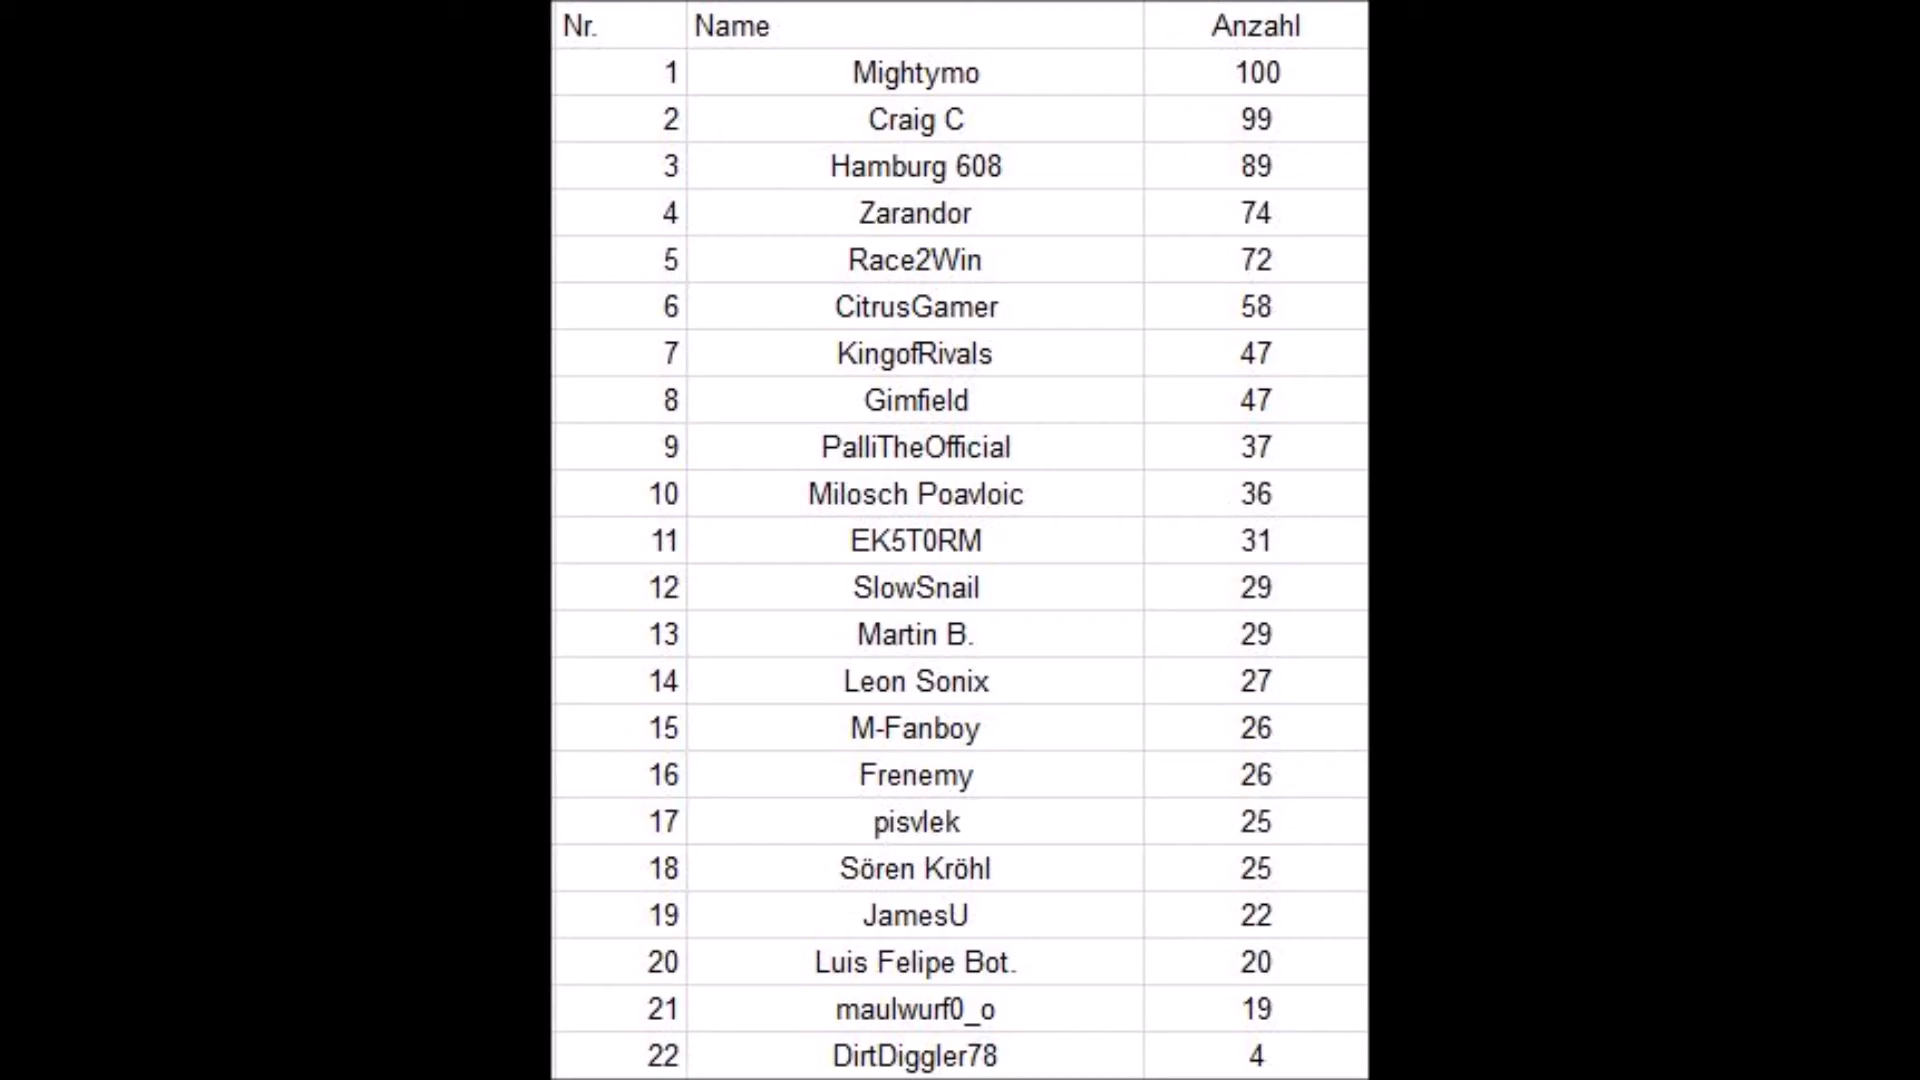 Nr. Name Anzahl
1 Mightymo 100
2 Craig C 99
3 Hamburg 608 89
4 Zarandor 74
5 Race2Win 72
6 CitrusGamer 58
7 KingofRivals 47
8 Gimfield 47
9 PalliTheOfficial 37
10 Milosch Poavloic 36
11 EK5T0RM 31
12 SlowSnail 29
13 Martin B. 29
14 Leon Sonix 27
15 M-Fanboy 26
16 Frenemy 26
17 pisvlek 25
18 Sören Kröhl 25
19 JamesU 22
20 Luis Felipe Bot. 20
21 maulwurf0_o 19
22 DirtDiggler78 4